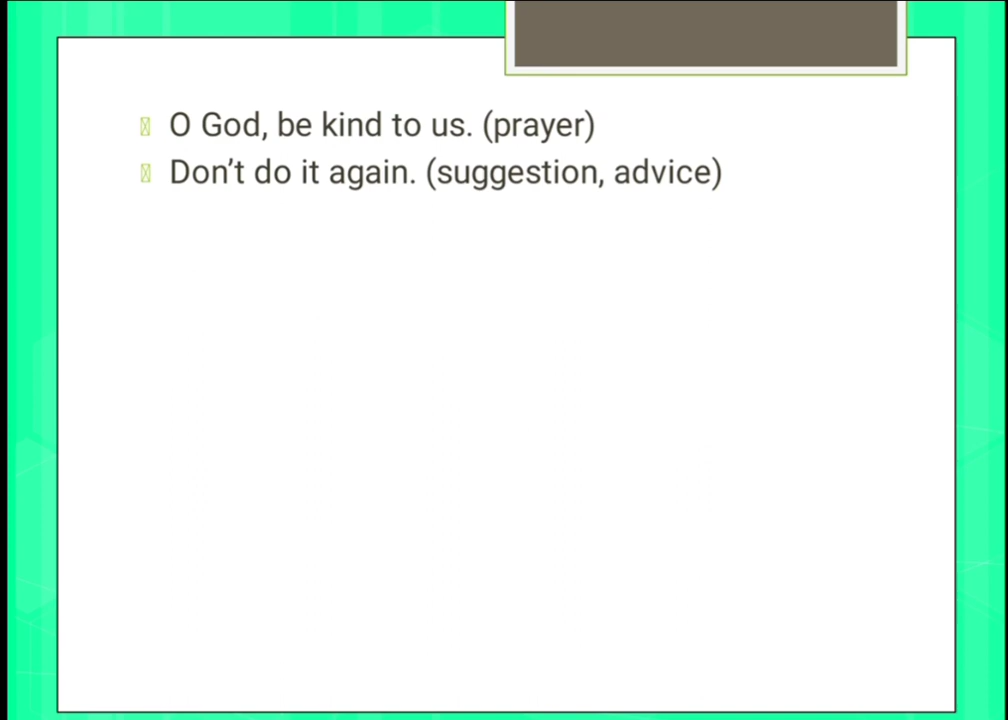 O God, be kind to us. (prayer)
Don’t do it again. (suggestion, advice)